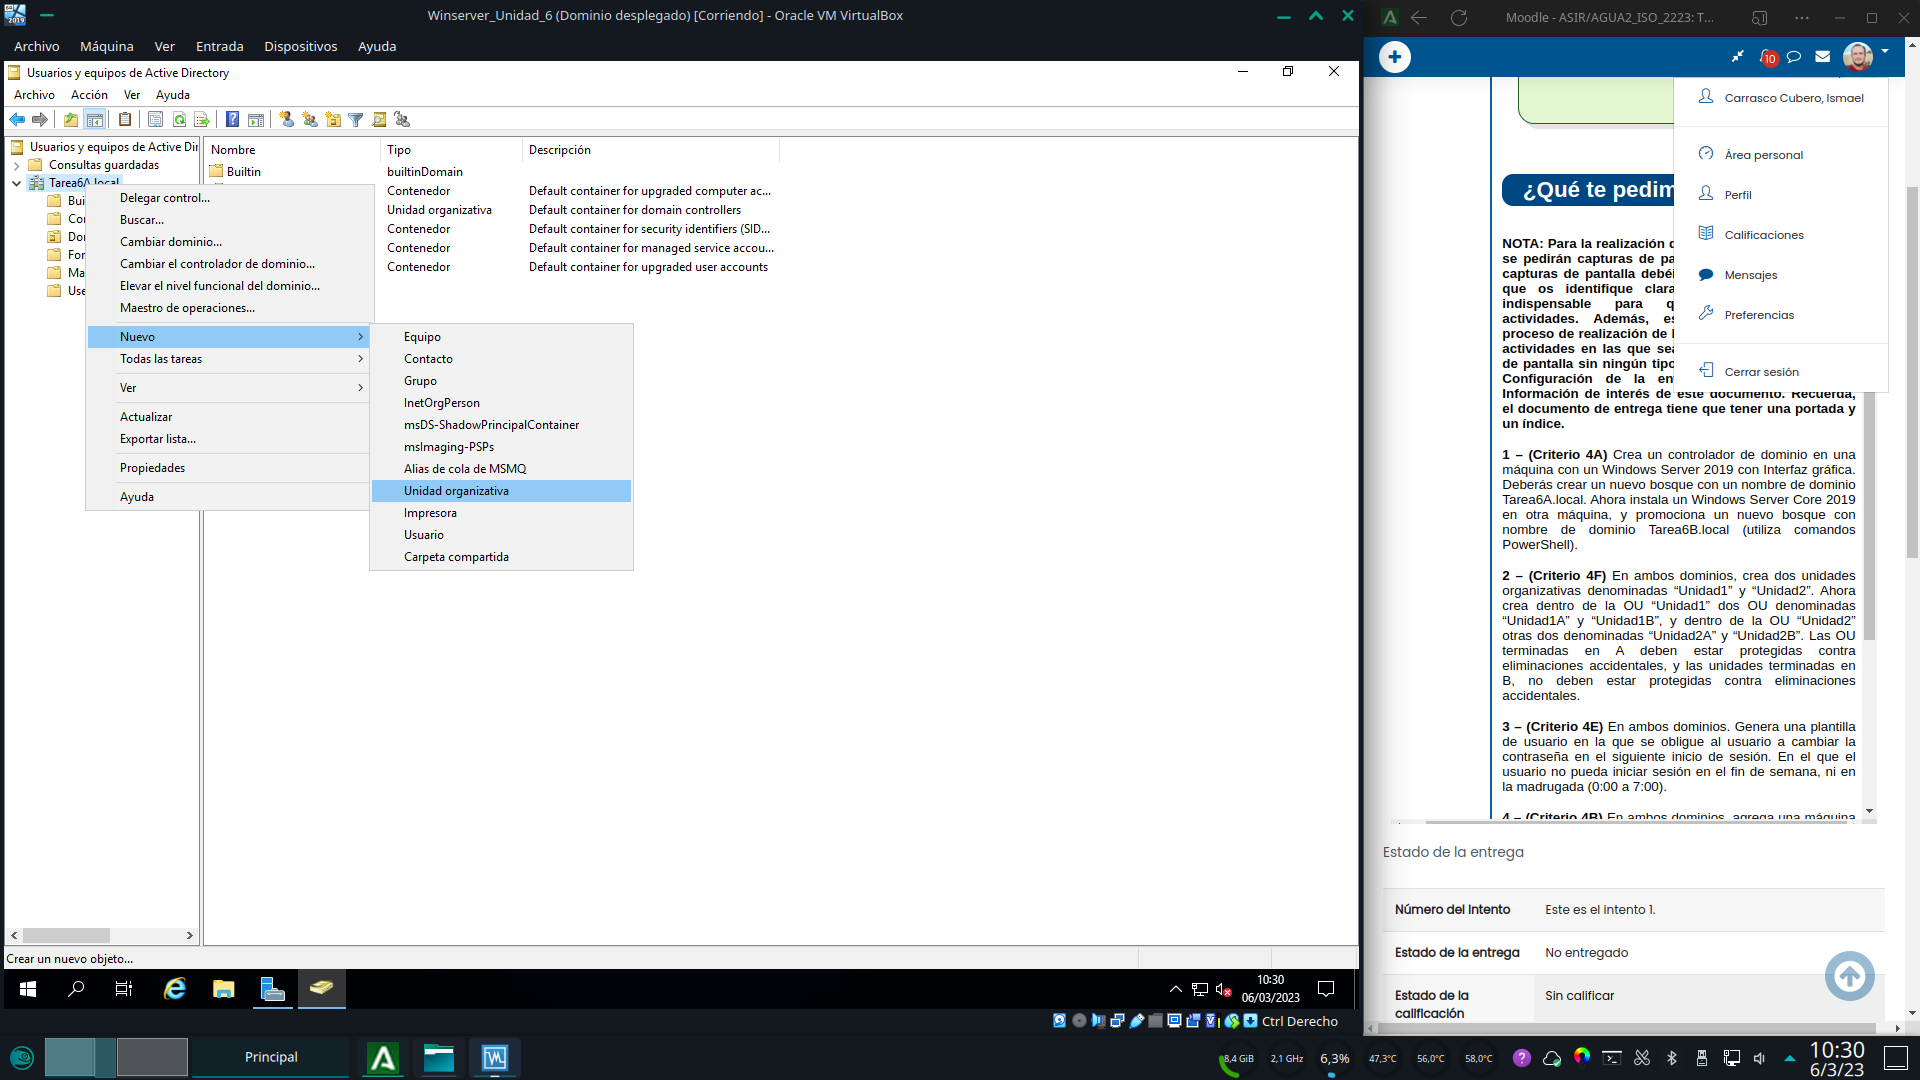 Winserver_Unidad_6 (Dominio desplegado) [Corriendo] - Oracle VM VirtualBox
Archivo Máquina Ver Entrada Dispositivos Ayuda
Usuarios y equipos de Active Directory
Archivo Acción Ver Ayuda
Usuarios y equipos de Active Dir
Consultas guardadas
Tarea6A.local
Bui
Co
Do
For
Ma
Use
Nombre Tipo Descripción
Builtin builtinDomain
Contenedor Default container for upgraded computer ac...
Unidad organizativa Default container for domain controllers
Contenedor Default container for security identifiers (SID...
Contenedor Default container for managed service accou...
Contenedor Default container for upgraded user accounts
Delegar control...
Buscar...
Cambiar dominio...
Cambiar el controlador de dominio...
Elevar el nivel funcional del dominio...
Maestro de operaciones...
Nuevo
Todas las tareas
Ver
Actualizar
Exportar lista...
Propiedades
Ayuda
Equipo
Contacto
Grupo
InetOrgPerson
msDS-ShadowPrincipalContainer
msImaging-PSPs
Alias de cola de MSMQ
Unidad organizativa
Impresora
Usuario
Carpeta compartida
Crear un nuevo objeto...
10:30
06/03/2023
Ctrl Derecho
Moodle - ASIR/AGUA2_ISO_2223: T...
10
Carrasco Cubero, Ismael
Área personal
Perfil
Calificaciones
Mensajes
Preferencias
Cerrar sesión
¿Qué te pedim
NOTA: Para la realización
se pedirán capturas de pa
capturas de pantalla debéi
que os identifique clara
indispensable para q
actividades. Además, es
proceso de realización de l
actividades en las que sea
de pantalla sin ningún tipo
Configuración de la en
Información de interés de este documento. Recuerda,
el documento de entrega tiene que tener una portada y
un índice.
1 – (Criterio 4A) Crea un controlador de dominio en una
máquina con un Windows Server 2019 con Interfaz gráfica.
Deberás crear un nuevo bosque con un nombre de dominio
Tarea6A.local. Ahora instala un Windows Server Core 2019
en otra máquina, y promociona un nuevo bosque con
nombre de dominio Tarea6B.local (utiliza comandos
PowerShell).
2 – (Criterio 4F) En ambos dominios, crea dos unidades
organizativas denominadas “Unidad1” y “Unidad2”. Ahora
crea dentro de la OU “Unidad1” dos OU denominadas
“Unidad1A” y “Unidad1B”, y dentro de la OU “Unidad2”
otras dos denominadas “Unidad2A” y “Unidad2B”. Las OU
terminadas en A deben estar protegidas contra
eliminaciones accidentales, y las unidades terminadas en
B, no deben estar protegidas contra eliminaciones
accidentales.
3 – (Criterio 4E) En ambos dominios. Genera una plantilla
de usuario en la que se obligue al usuario a cambiar la
contraseña en el siguiente inicio de sesión. En el que el
usuario no pueda iniciar sesión en el fin de semana, ni en
la madrugada (0:00 a 7:00).
4 – (Criterio 4B) En ambos dominios, agrega una máquina
Estado de la entrega
Número del Intento Este es el intento 1.
Estado de la entrega No entregado
Estado de la calificación Sin calificar
Principal
8,4 GiB 2,1 GHz 6,3% 47,3°C 56,0°C 58,0°C
10:30
6/3/23